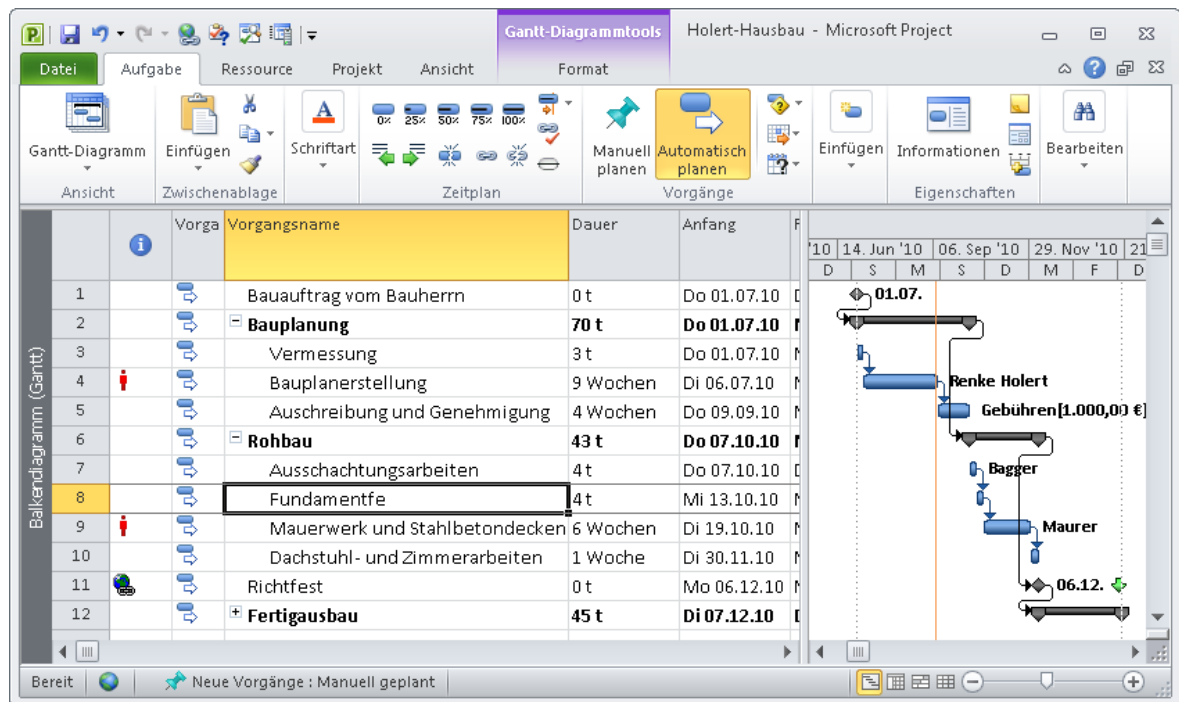 Gantt-Diagrammtools Holert-Hausbau - Microsoft Project
Datei Aufgabe Ressource Projekt Ansicht Format
0% 25% 50% 75% 100%
Gantt-Diagramm Einfügen Schriftart Manuell planen Automatisch planen Einfügen Informationen Bearbeiten
Ansicht Zwischenablage Zeitplan Vorgänge Eigenschaften
Vorga Vorgangsname Dauer Anfang F
'10 14. Jun '10 06. Sep '10 29. Nov '10 21
D S M S D M F D
Balkendiagramm (Gantt)
1 Bauauftrag vom Bauherrn 0 t Do 01.07.10 01.07.
2 Bauplanung 70 t Do 01.07.10
3 Vermessung 3 t Do 01.07.10
4 Bauplanerstellung 9 Wochen Di 06.07.10 Renke Holert
5 Auschreibung und Genehmigung 4 Wochen Do 09.09.10 Gebühren[1.000,00 €]
6 Rohbau 43 t Do 07.10.10
7 Ausschachtungsarbeiten 4 t Do 07.10.10 Bagger
8 Fundamentfe 4 t Mi 13.10.10
9 Mauerwerk und Stahlbetondecken 6 Wochen Di 19.10.10 Maurer
10 Dachstuhl- und Zimmerarbeiten 1 Woche Di 30.11.10
11 Richtfest 0 t Mo 06.12.10 06.12.
12 Fertigausbau 45 t Di 07.12.10
Bereit Neue Vorgänge : Manuell geplant